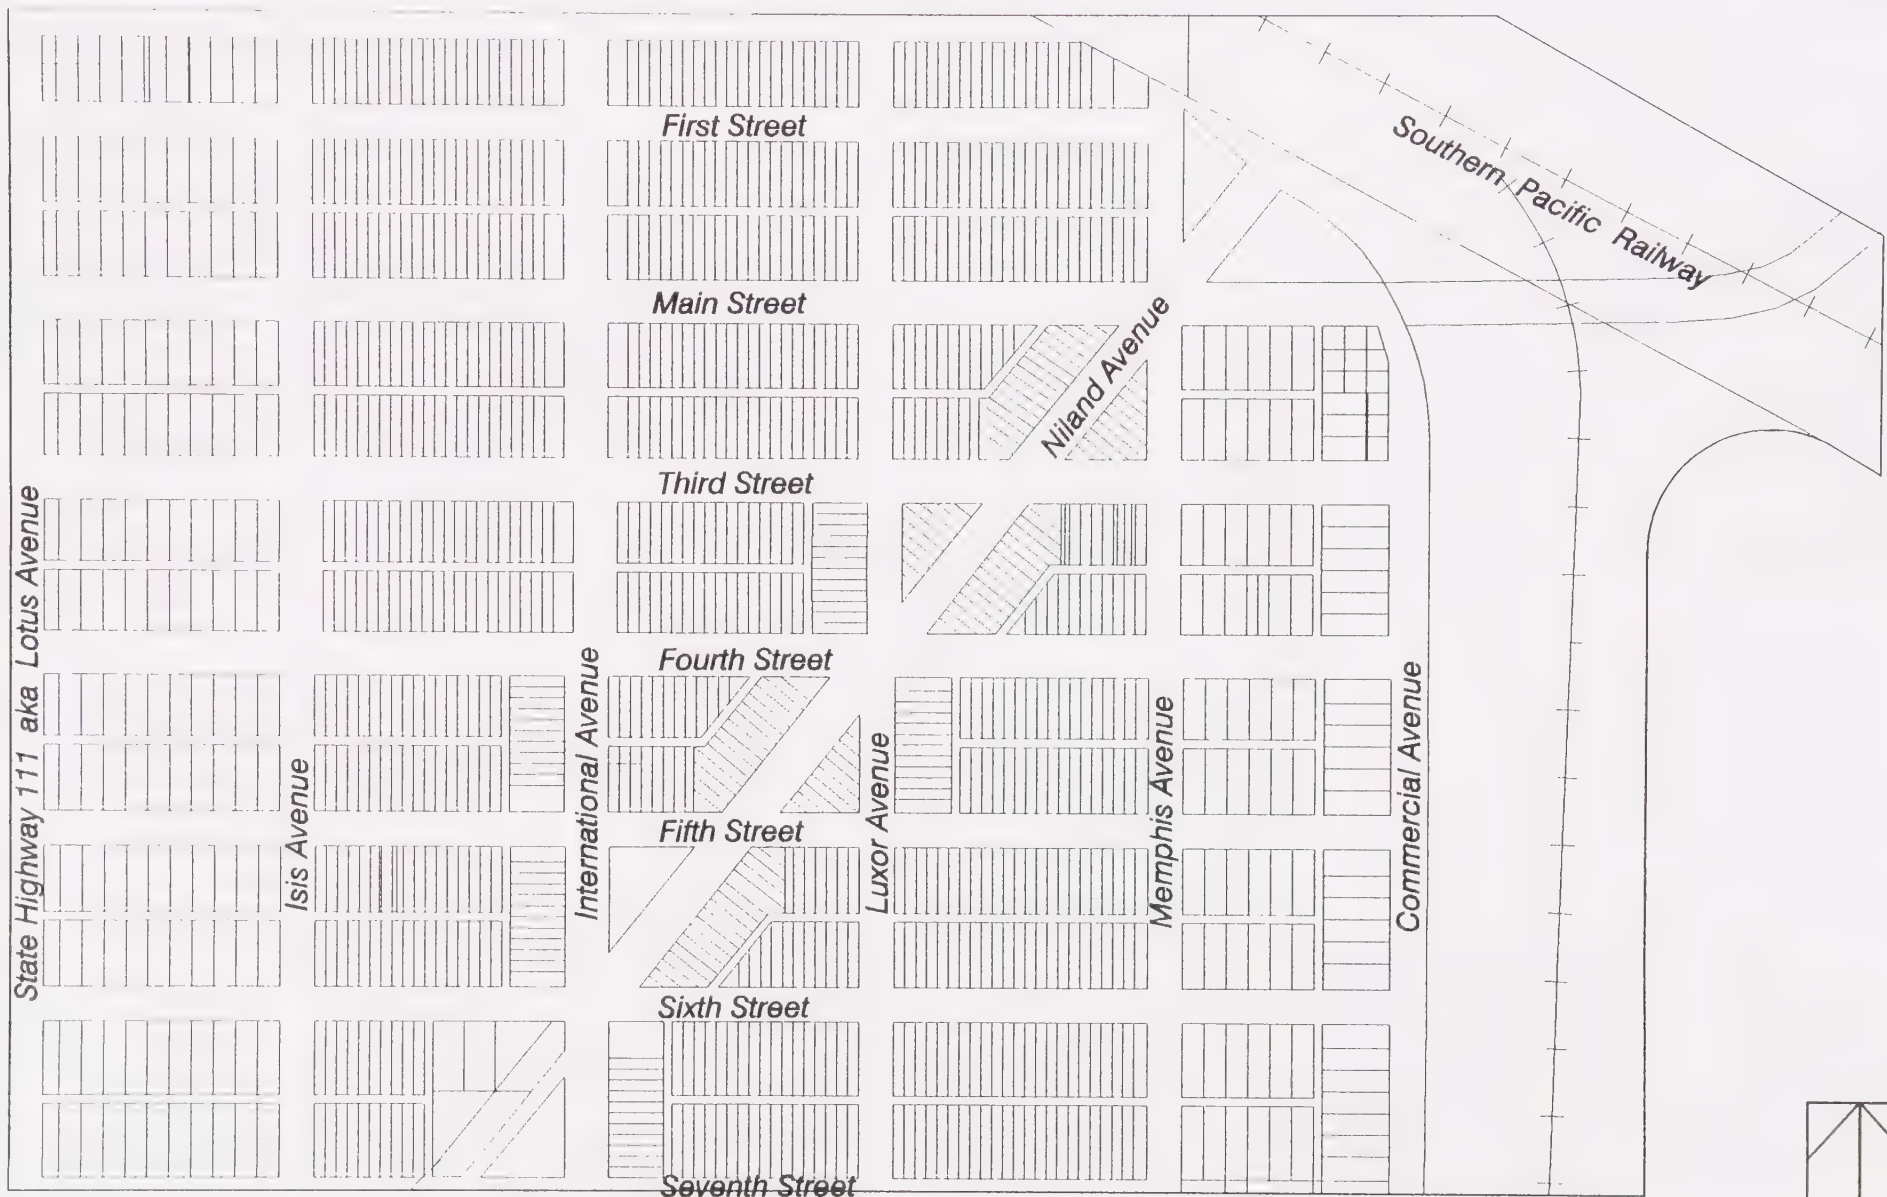 First Street
Southern Pacific Railway
Main Street
Niland Avenue
Third Street
State Highway 111 aka Lotus Avenue
Fourth Street
International Avenue
Isis Avenue
Luxor Avenue
Memphis Avenue
Commercial Avenue
Fifth Street
Sixth Street
Seventh Street